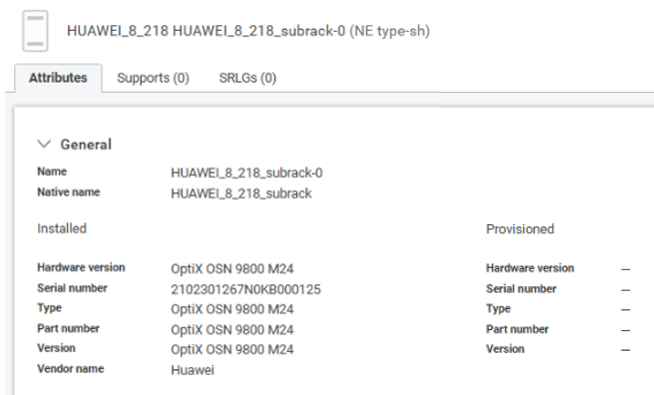 HUAWEI_8_218 HUAWEI_8_218_subrack-0 (NE type-sh)
Attributes Supports (0) SRLGs (0)
General
Name HUAWEI_8_218_subrack-0
Native name HUAWEI_8_218_subrack
Installed Provisioned
Hardware version OptiX OSN 9800 M24 Hardware version –
Serial number 2102301267N0KB000125 Serial number –
Type OptiX OSN 9800 M24 Type –
Part number OptiX OSN 9800 M24 Part number –
Version OptiX OSN 9800 M24 Version –
Vendor name Huawei